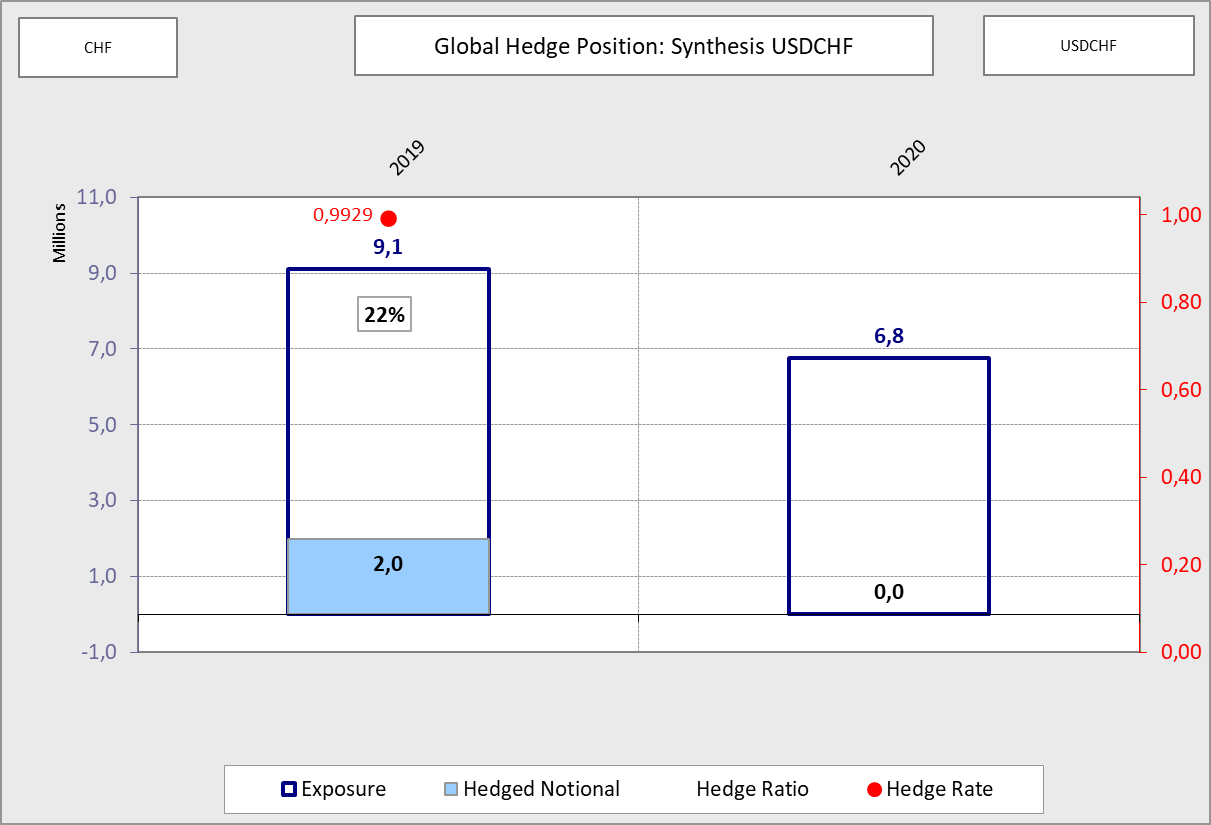 CHF
Global Hedge Position: Synthesis USDCHF
USDCHF
2019
2020
Millions
11,0
9,0
7,0
5,0
3,0
1,0
-1,0
0,9929
9,1
22%
2,0
6,8
0,0
1,00
0,80
0,60
0,40
0,20
0,00
Exposure
Hedged Notional
Hedge Ratio
Hedge Rate